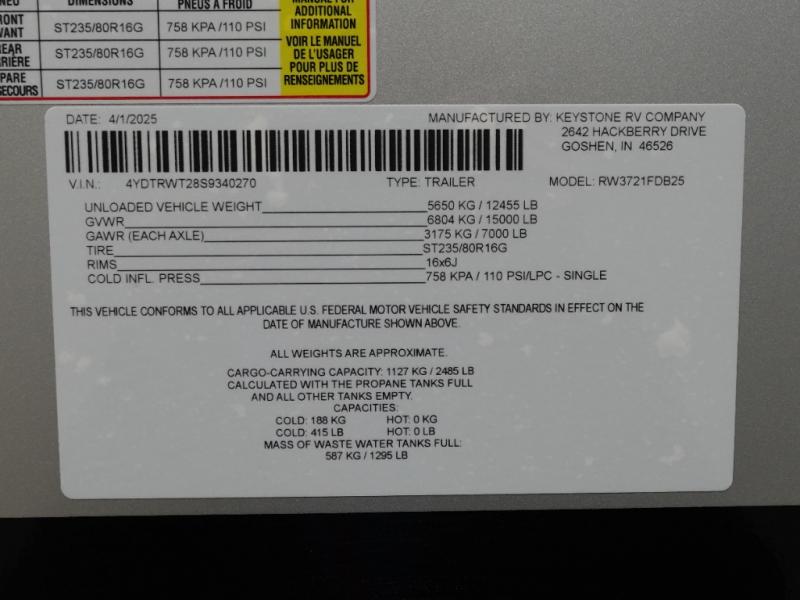 DIMENSIONS PNEUS À FROID
ST235/80R16G 758 KPA /110 PSI
ST235/80R16G 758 KPA /110 PSI
ST235/80R16G 758 KPA /110 PSI
ADDITIONAL
INFORMATION
VOIR LE MANUEL
DE L'USAGER
POUR PLUS DE
RENSEIGNEMENTS
DATE: 4/1/2025 MANUFACTURED BY: KEYSTONE RV COMPANY
2642 HACKBERRY DRIVE
GOSHEN, IN 46526
V.I.N.: 4YDTRWT28S9340270 TYPE: TRAILER MODEL: RW3721FDB25
UNLOADED VEHICLE WEIGHT 5650 KG / 12455 LB
GVWR 6804 KG / 15000 LB
GAWR (EACH AXLE) 3175 KG / 7000 LB
TIRE ST235/80R16G
RIMS 16x6J
COLD INFL. PRESS 758 KPA / 110 PSI/LPC - SINGLE
THIS VEHICLE CONFORMS TO ALL APPLICABLE U.S. FEDERAL MOTOR VEHICLE SAFETY STANDARDS IN EFFECT ON THE
DATE OF MANUFACTURE SHOWN ABOVE.
ALL WEIGHTS ARE APPROXIMATE.
CARGO-CARRYING CAPACITY: 1127 KG / 2485 LB
CALCULATED WITH THE PROPANE TANKS FULL
AND ALL OTHER TANKS EMPTY.
CAPACITIES:
COLD: 188 KG HOT: 0 KG
COLD: 415 LB HOT: 0 LB
MASS OF WASTE WATER TANKS FULL:
587 KG / 1295 LB